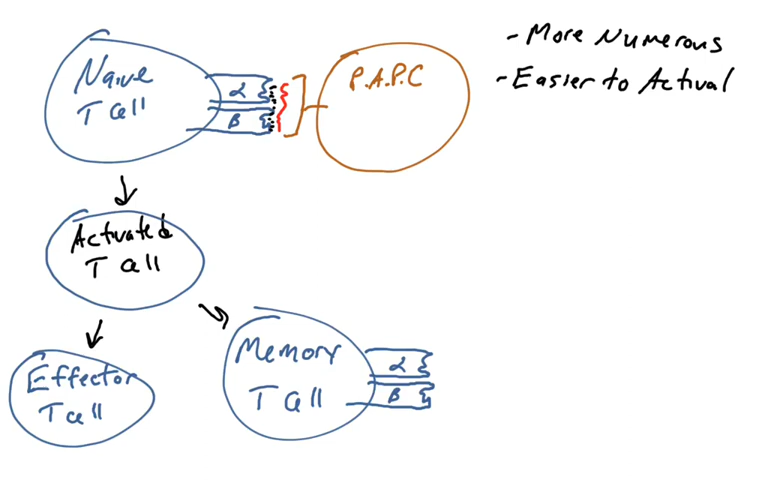 Naive
T Cell
α
β
P.A.P.C
- More Numerous
- Easier to Actival
Activated
T Cell
Effector
T Cell
Memory
T Cell
α
β